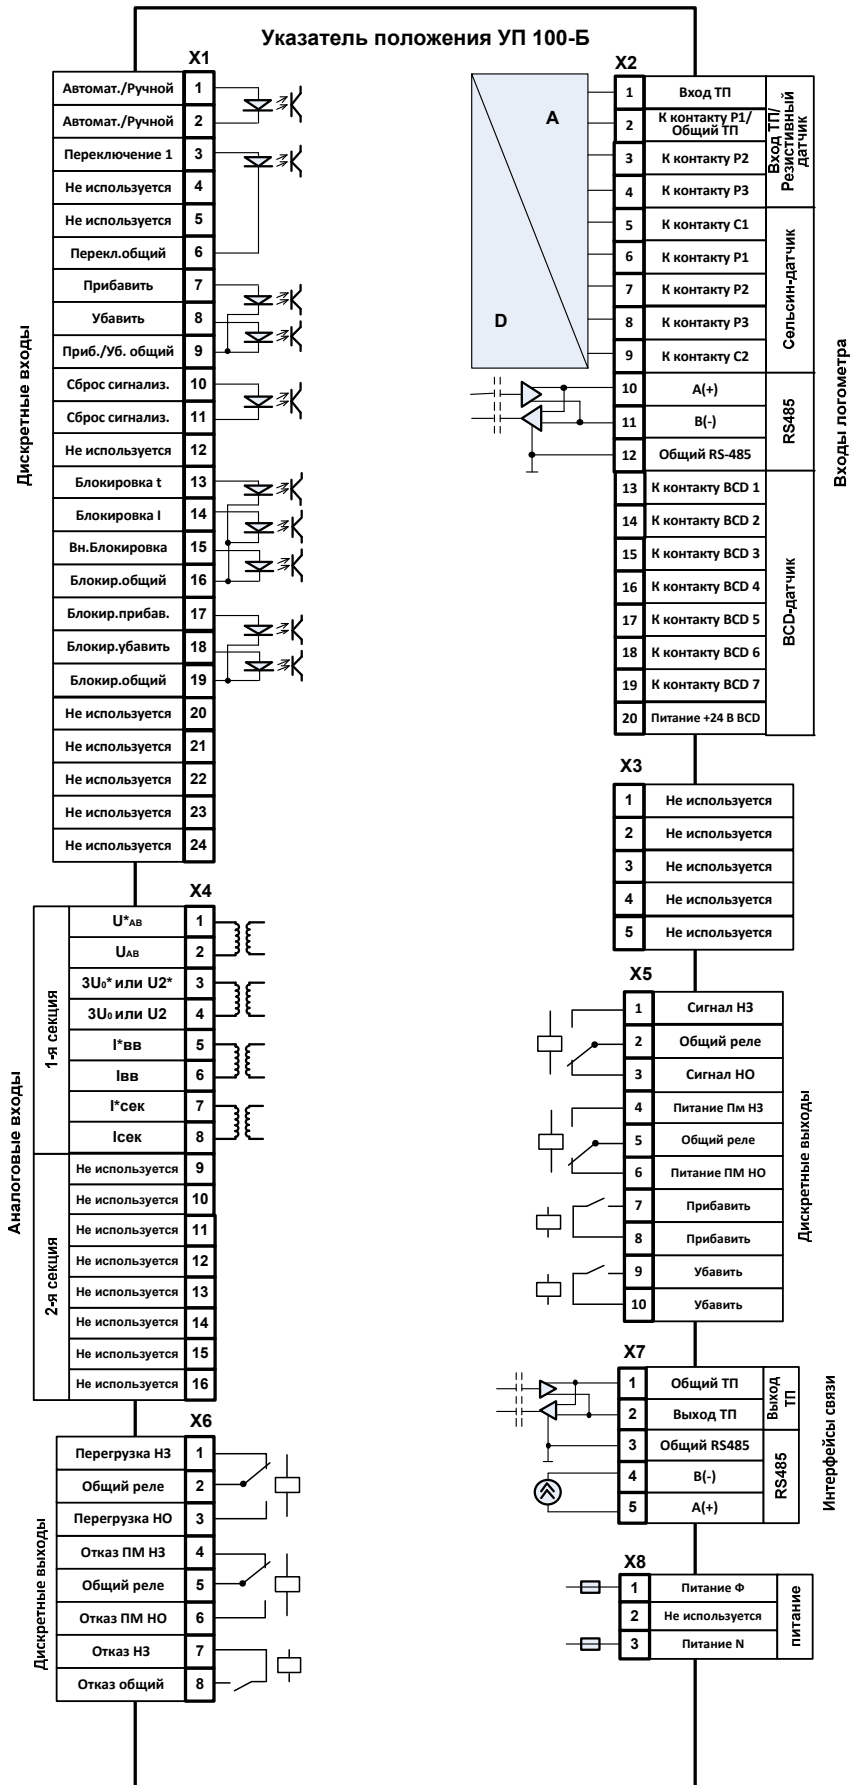 Указатель положения УП 100-Б
X1
Дискретные входы
Автомат./Ручной 1
Автомат./Ручной 2
Переключение 1 3
Не используется 4
Не используется 5
Перекл.общий 6
Прибавить 7
Убавить 8
Приб./Уб. общий 9
Сброс сигнализ. 10
Сброс сигнализ. 11
Не используется 12
Блокировка t 13
Блокировка I 14
Вн.Блокировка 15
Блокир.общий 16
Блокир.прибав. 17
Блокир.убавить 18
Блокир.общий 19
Не используется 20
Не используется 21
Не используется 22
Не используется 23
Не используется 24
X4
Аналоговые входы
1-я секция
U*AB 1
UAB 2
3U0* или U2* 3
3U0 или U2 4
I*вв 5
Iвв 6
I*сек 7
Iсек 8
2-я секция
Не используется 9
Не используется 10
Не используется 11
Не используется 12
Не используется 13
Не используется 14
Не используется 15
Не используется 16
X6
Дискретные выходы
Перегрузка НЗ 1
Общий реле 2
Перегрузка НО 3
Отказ ПМ НЗ 4
Общий реле 5
Отказ ПМ НО 6
Отказ НЗ 7
Отказ общий 8
X2
A
D
Входы логометра
1 Вход ТП
2 К контакту Р1/
Общий ТП
3 К контакту Р2
4 К контакту Р3
Вход ТП/
Резистивный
датчик
5 К контакту С1
6 К контакту Р1
7 К контакту Р2
8 К контакту Р3
9 К контакту С2
Сельсин-датчик
10 A(+)
11 B(-)
12 Общий RS-485
RS485
13 К контакту BCD 1
14 К контакту BCD 2
15 К контакту BCD 3
16 К контакту BCD 4
17 К контакту BCD 5
18 К контакту BCD 6
19 К контакту BCD 7
20 Питание +24 В BCD
BCD-датчик
X3
1 Не используется
2 Не используется
3 Не используется
4 Не используется
5 Не используется
X5
1 Сигнал НЗ
2 Общий реле
3 Сигнал НО
4 Питание Пм НЗ
5 Общий реле
6 Питание ПМ НО
7 Прибавить
8 Прибавить
9 Убавить
10 Убавить
Дискретные выходы
X7
1 Общий ТП
2 Выход ТП
Выход
ТП
3 Общий RS485
4 B(-)
5 A(+)
RS485
Интерфейсы связи
X8
1 Питание Ф
2 Не используется
3 Питание N
питание